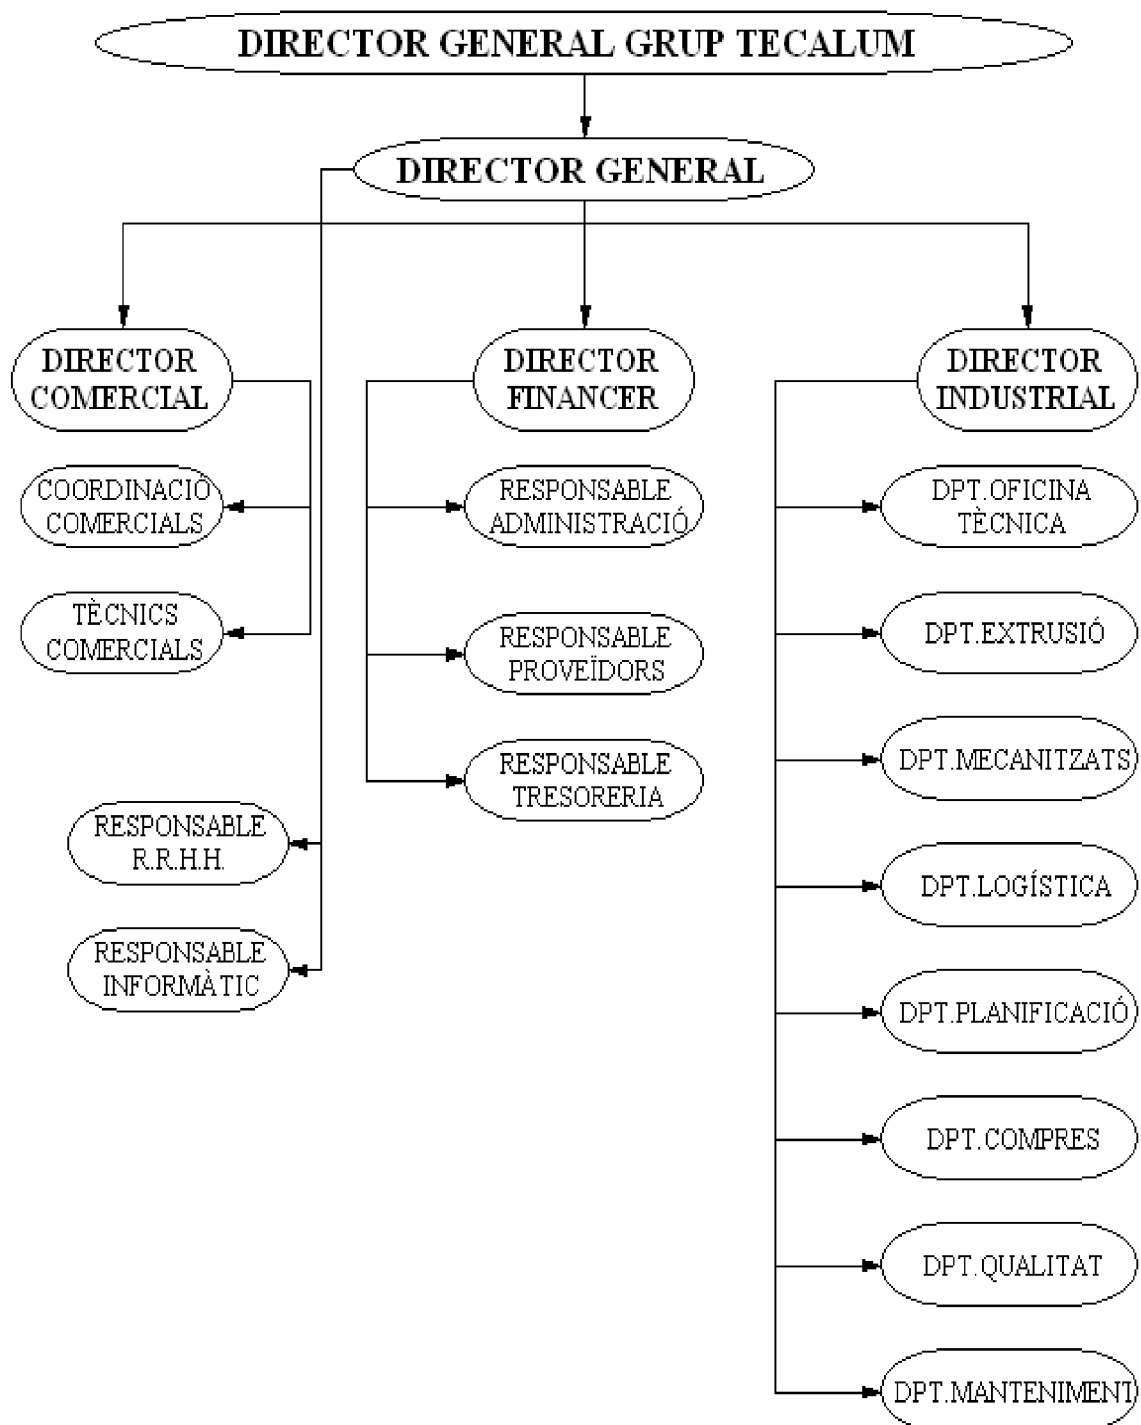 DIRECTOR GENERAL GRUP TECALUM
DIRECTOR GENERAL
DIRECTOR
COMERCIAL
COORDINACIÓ
COMERCIALS
TÈCNICS
COMERCIALS
RESPONSABLE
R.R.H.H.
RESPONSABLE
INFORMÀTIC
DIRECTOR
FINANCER
RESPONSABLE
ADMINISTRACIÓ
RESPONSABLE
PROVEÏDORS
RESPONSABLE
TRESORERIA
DIRECTOR
INDUSTRIAL
DPT.OFICINA
TÈCNICA
DPT.EXTRUSIÓ
DPT.MECANITZATS
DPT.LOGÍSTICA
DPT.PLANIFICACIÓ
DPT.COMPRES
DPT.QUALITAT
DPT.MANTENIMENT